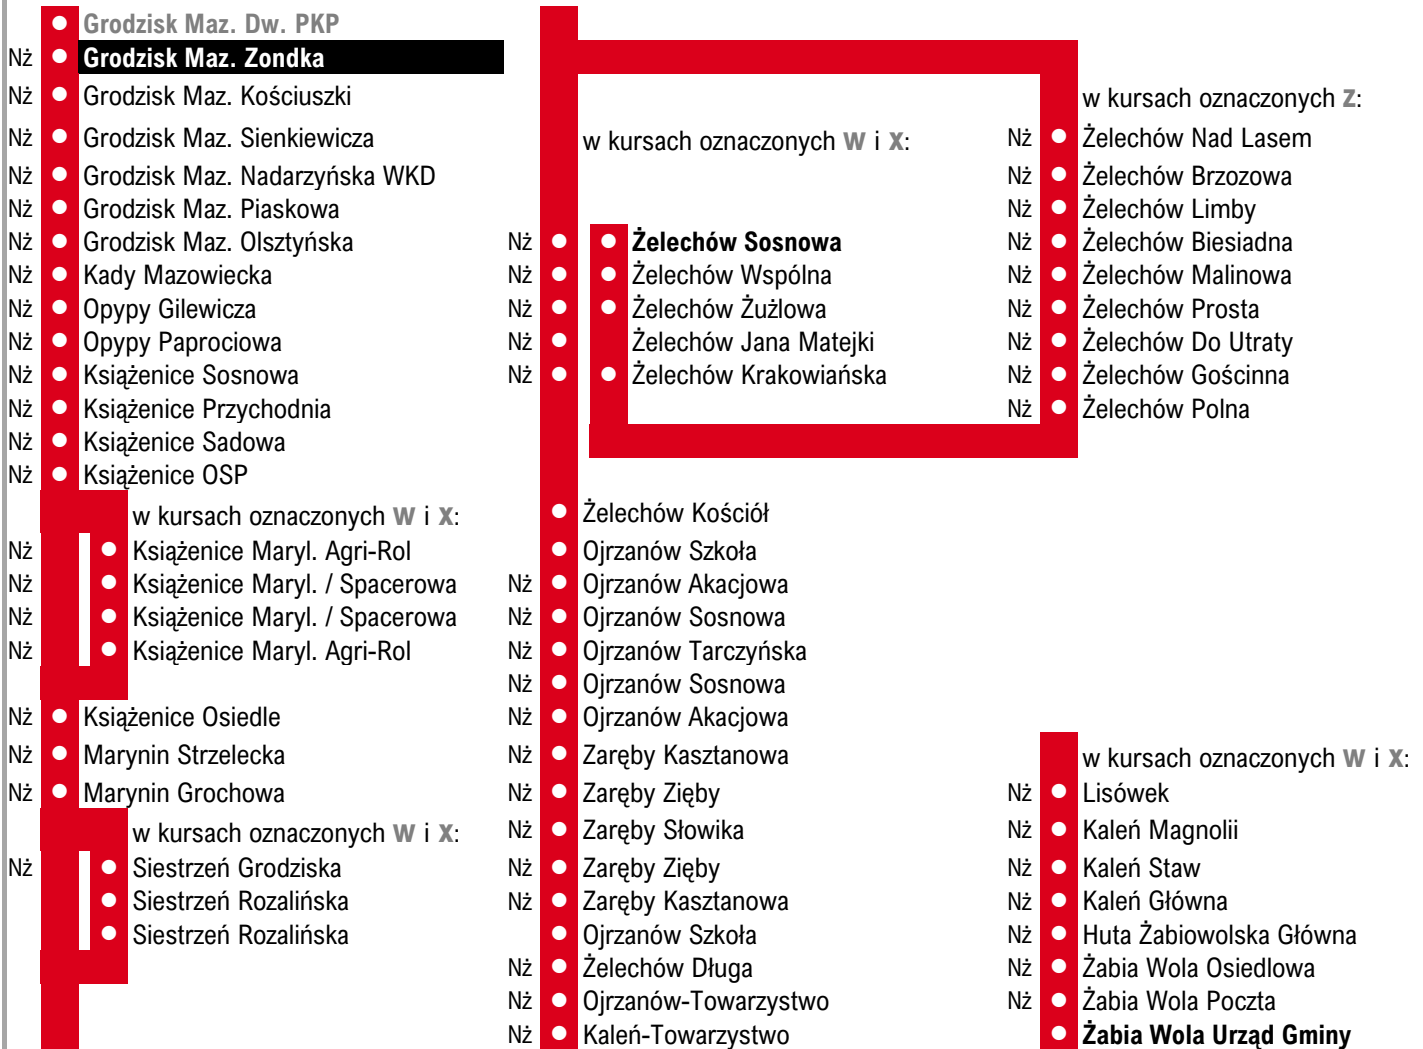 Grodzisk Maz. Dw. PKP
Nż Grodzisk Maz. Zondka
Nż Grodzisk Maz. Kościuszki
Nż Grodzisk Maz. Sienkiewicza
Nż Grodzisk Maz. Nadarzyńska WKD
Nż Grodzisk Maz. Piaskowa
Nż Grodzisk Maz. Olsztyńska
Nż Kady Mazowiecka
Nż Opypy Gilewicza
Nż Opypy Paprociowa
Nż Książenice Sosnowa
Nż Książenice Przychodnia
Nż Książenice Sadowa
Nż Książenice OSP
w kursach oznaczonych W i X:
Nż Książenice Maryl. Agri-Rol
Nż Książenice Maryl. / Spacerowa
Nż Książenice Maryl. / Spacerowa
Nż Książenice Maryl. Agri-Rol
Nż Książenice Osiedle
Nż Marynin Strzelecka
Nż Marynin Grochowa
w kursach oznaczonych W i X:
Nż Siestrzeń Grodziska
Siestrzeń Rozalińska
Siestrzeń Rozalińska
w kursach oznaczonych W i X:
Nż Żelechów Sosnowa
Nż Żelechów Wspólna
Nż Żelechów Żużlowa
Nż Żelechów Jana Matejki
Nż Żelechów Krakowiańska
Żelechów Kościół
Ojrzanów Szkoła
Nż Ojrzanów Akacjowa
Nż Ojrzanów Sosnowa
Nż Ojrzanów Tarczyńska
Nż Ojrzanów Sosnowa
Nż Ojrzanów Akacjowa
Nż Zaręby Kasztanowa
Nż Zaręby Zięby
Nż Zaręby Słowika
Nż Zaręby Zięby
Nż Zaręby Kasztanowa
Ojrzanów Szkoła
Nż Żelechów Długa
Nż Ojrzanów-Towarzystwo
Nż Kaleń-Towarzystwo
w kursach oznaczonych Z:
Nż Żelechów Nad Lasem
Nż Żelechów Brzozowa
Nż Żelechów Limby
Nż Żelechów Biesiadna
Nż Żelechów Malinowa
Nż Żelechów Prosta
Nż Żelechów Do Utraty
Nż Żelechów Gościnna
Nż Żelechów Polna
w kursach oznaczonych W i X:
Nż Lisówek
Nż Kaleń Magnolii
Nż Kaleń Staw
Nż Kaleń Główna
Nż Huta Żabiowolska Główna
Nż Żabia Wola Osiedlowa
Nż Żabia Wola Poczta
Żabia Wola Urząd Gminy